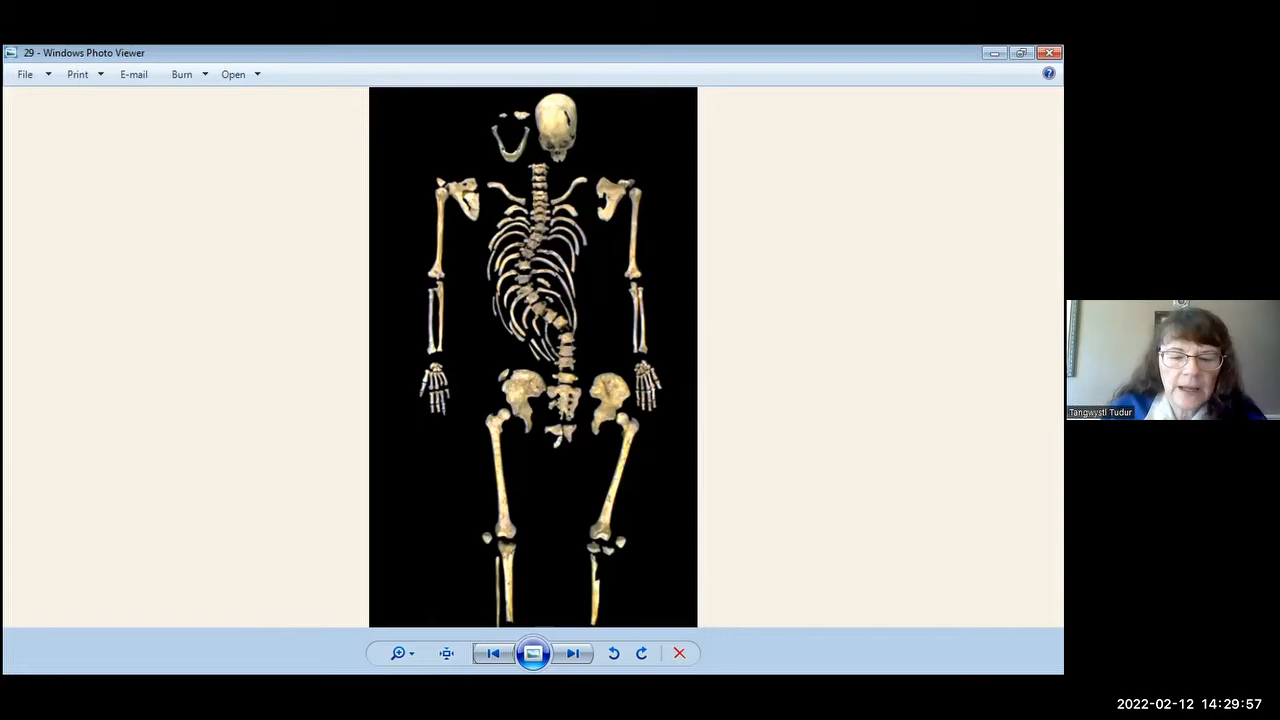 29 - Windows Photo Viewer
File Print E-mail Burn Open
Tangwystl Tudur
2022-02-12 14:29:57